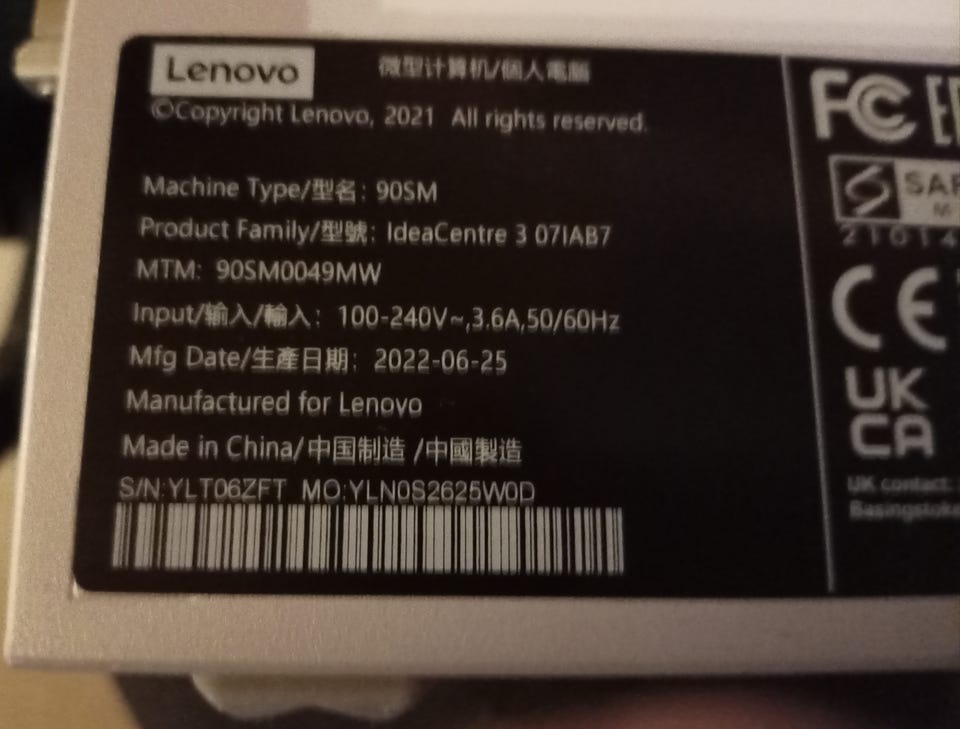 Lenovo 微型计算机/個人電腦
©Copyright Lenovo, 2021 All rights reserved.
Machine Type/型名: 90SM
Product Family/型號: IdeaCentre 3 07IAB7
MTM: 90SM0049MW
Input/输入/輸入: 100-240V~,3.6A,50/60Hz
Mfg Date/生產日期: 2022-06-25
Manufactured for Lenovo
Made in China/中国制造 /中國製造
S/N:YLT06ZFT MO:YLN0S2625W0D
FC
CE
UK
CA
UK contact: